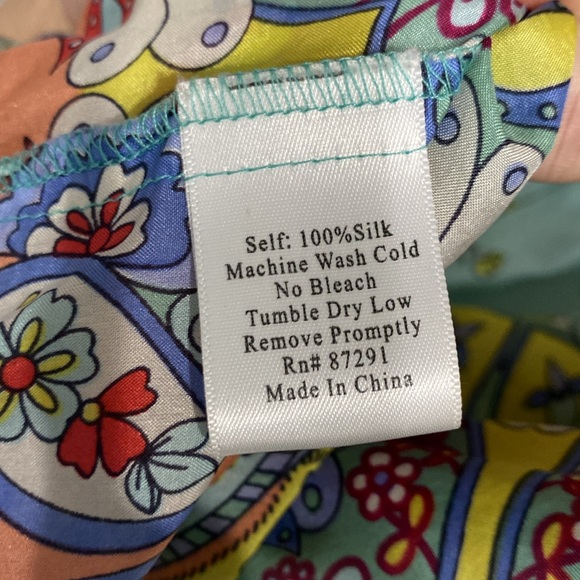 Self: 100%Silk
Machine Wash Cold
No Bleach
Tumble Dry Low
Remove Promptly
Rn# 87291
Made In China